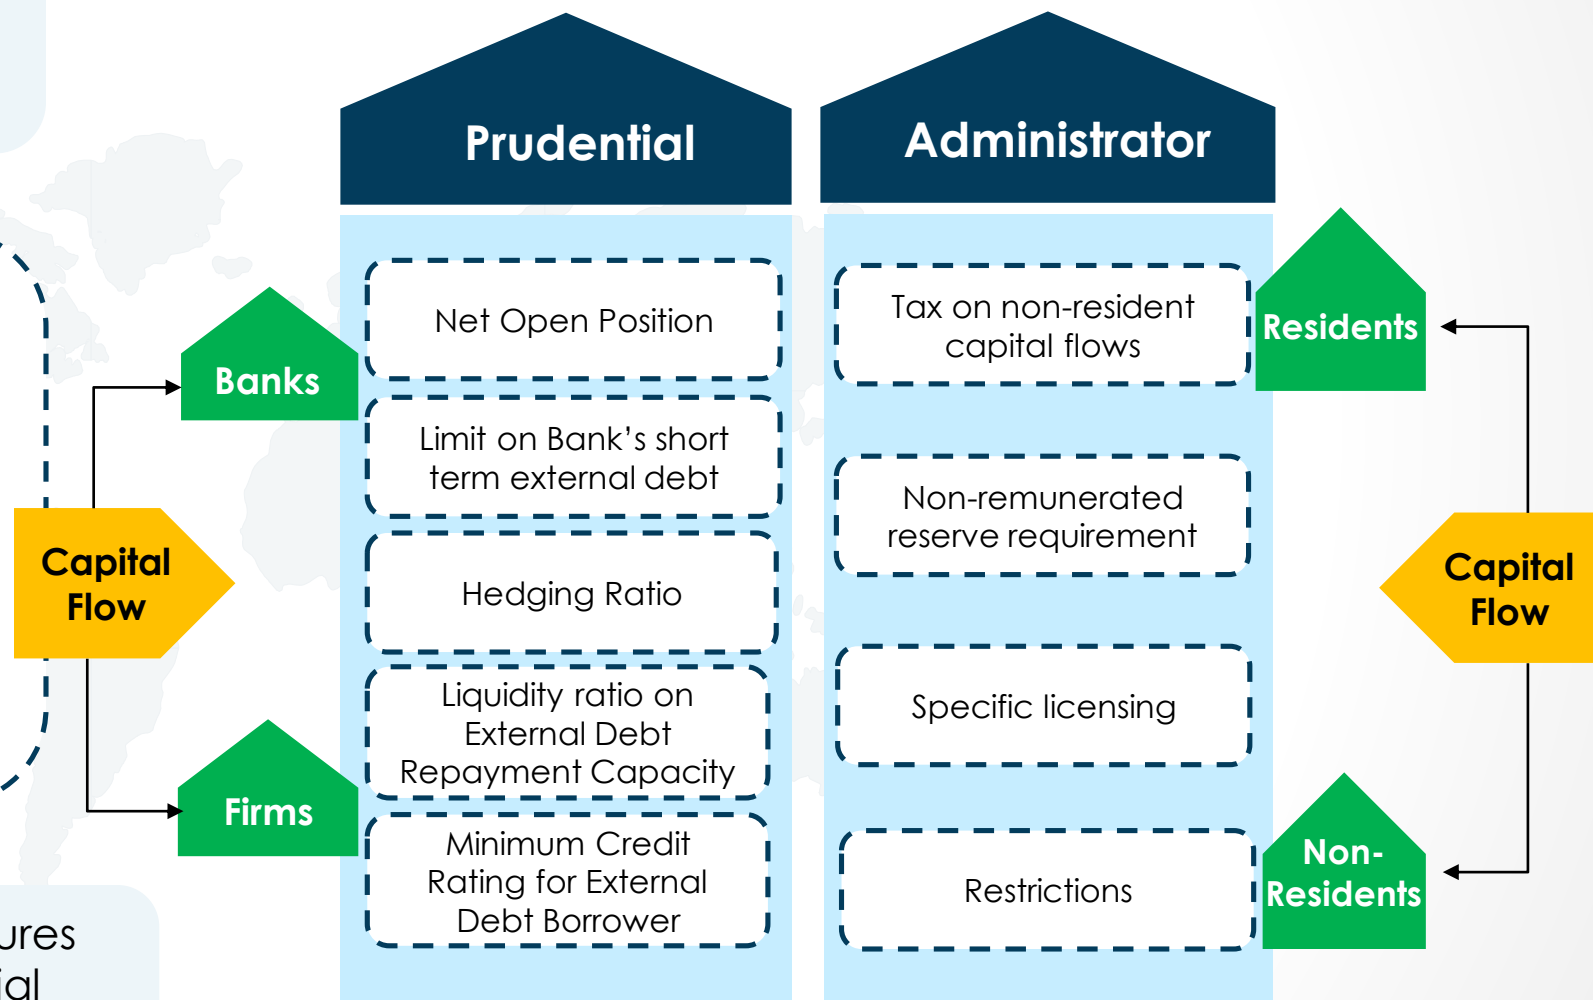 Prudential
Administrator
Net Open Position
Limit on Bank’s short
term external debt
Hedging Ratio
Liquidity ratio on
External Debt
Repayment Capacity
Minimum Credit
Rating for External
Debt Borrower
Tax on non-resident
capital flows
Non-remunerated
reserve requirement
Specific licensing
Restrictions
Banks
Capital
Flow
Firms
Residents
Capital
Flow
Non-
Residents